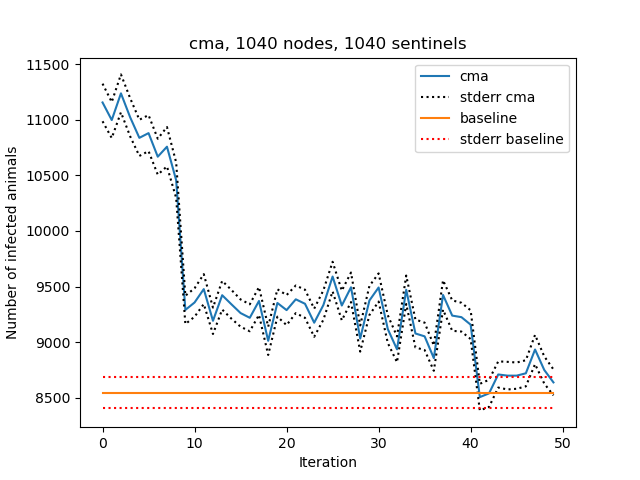 cma, 1040 nodes, 1040 sentinels
11500
11000
10500
10000
9500
9000
8500
Number of infected animals
cma
stderr cma
baseline
stderr baseline
0 10 20 30 40 50
Iteration